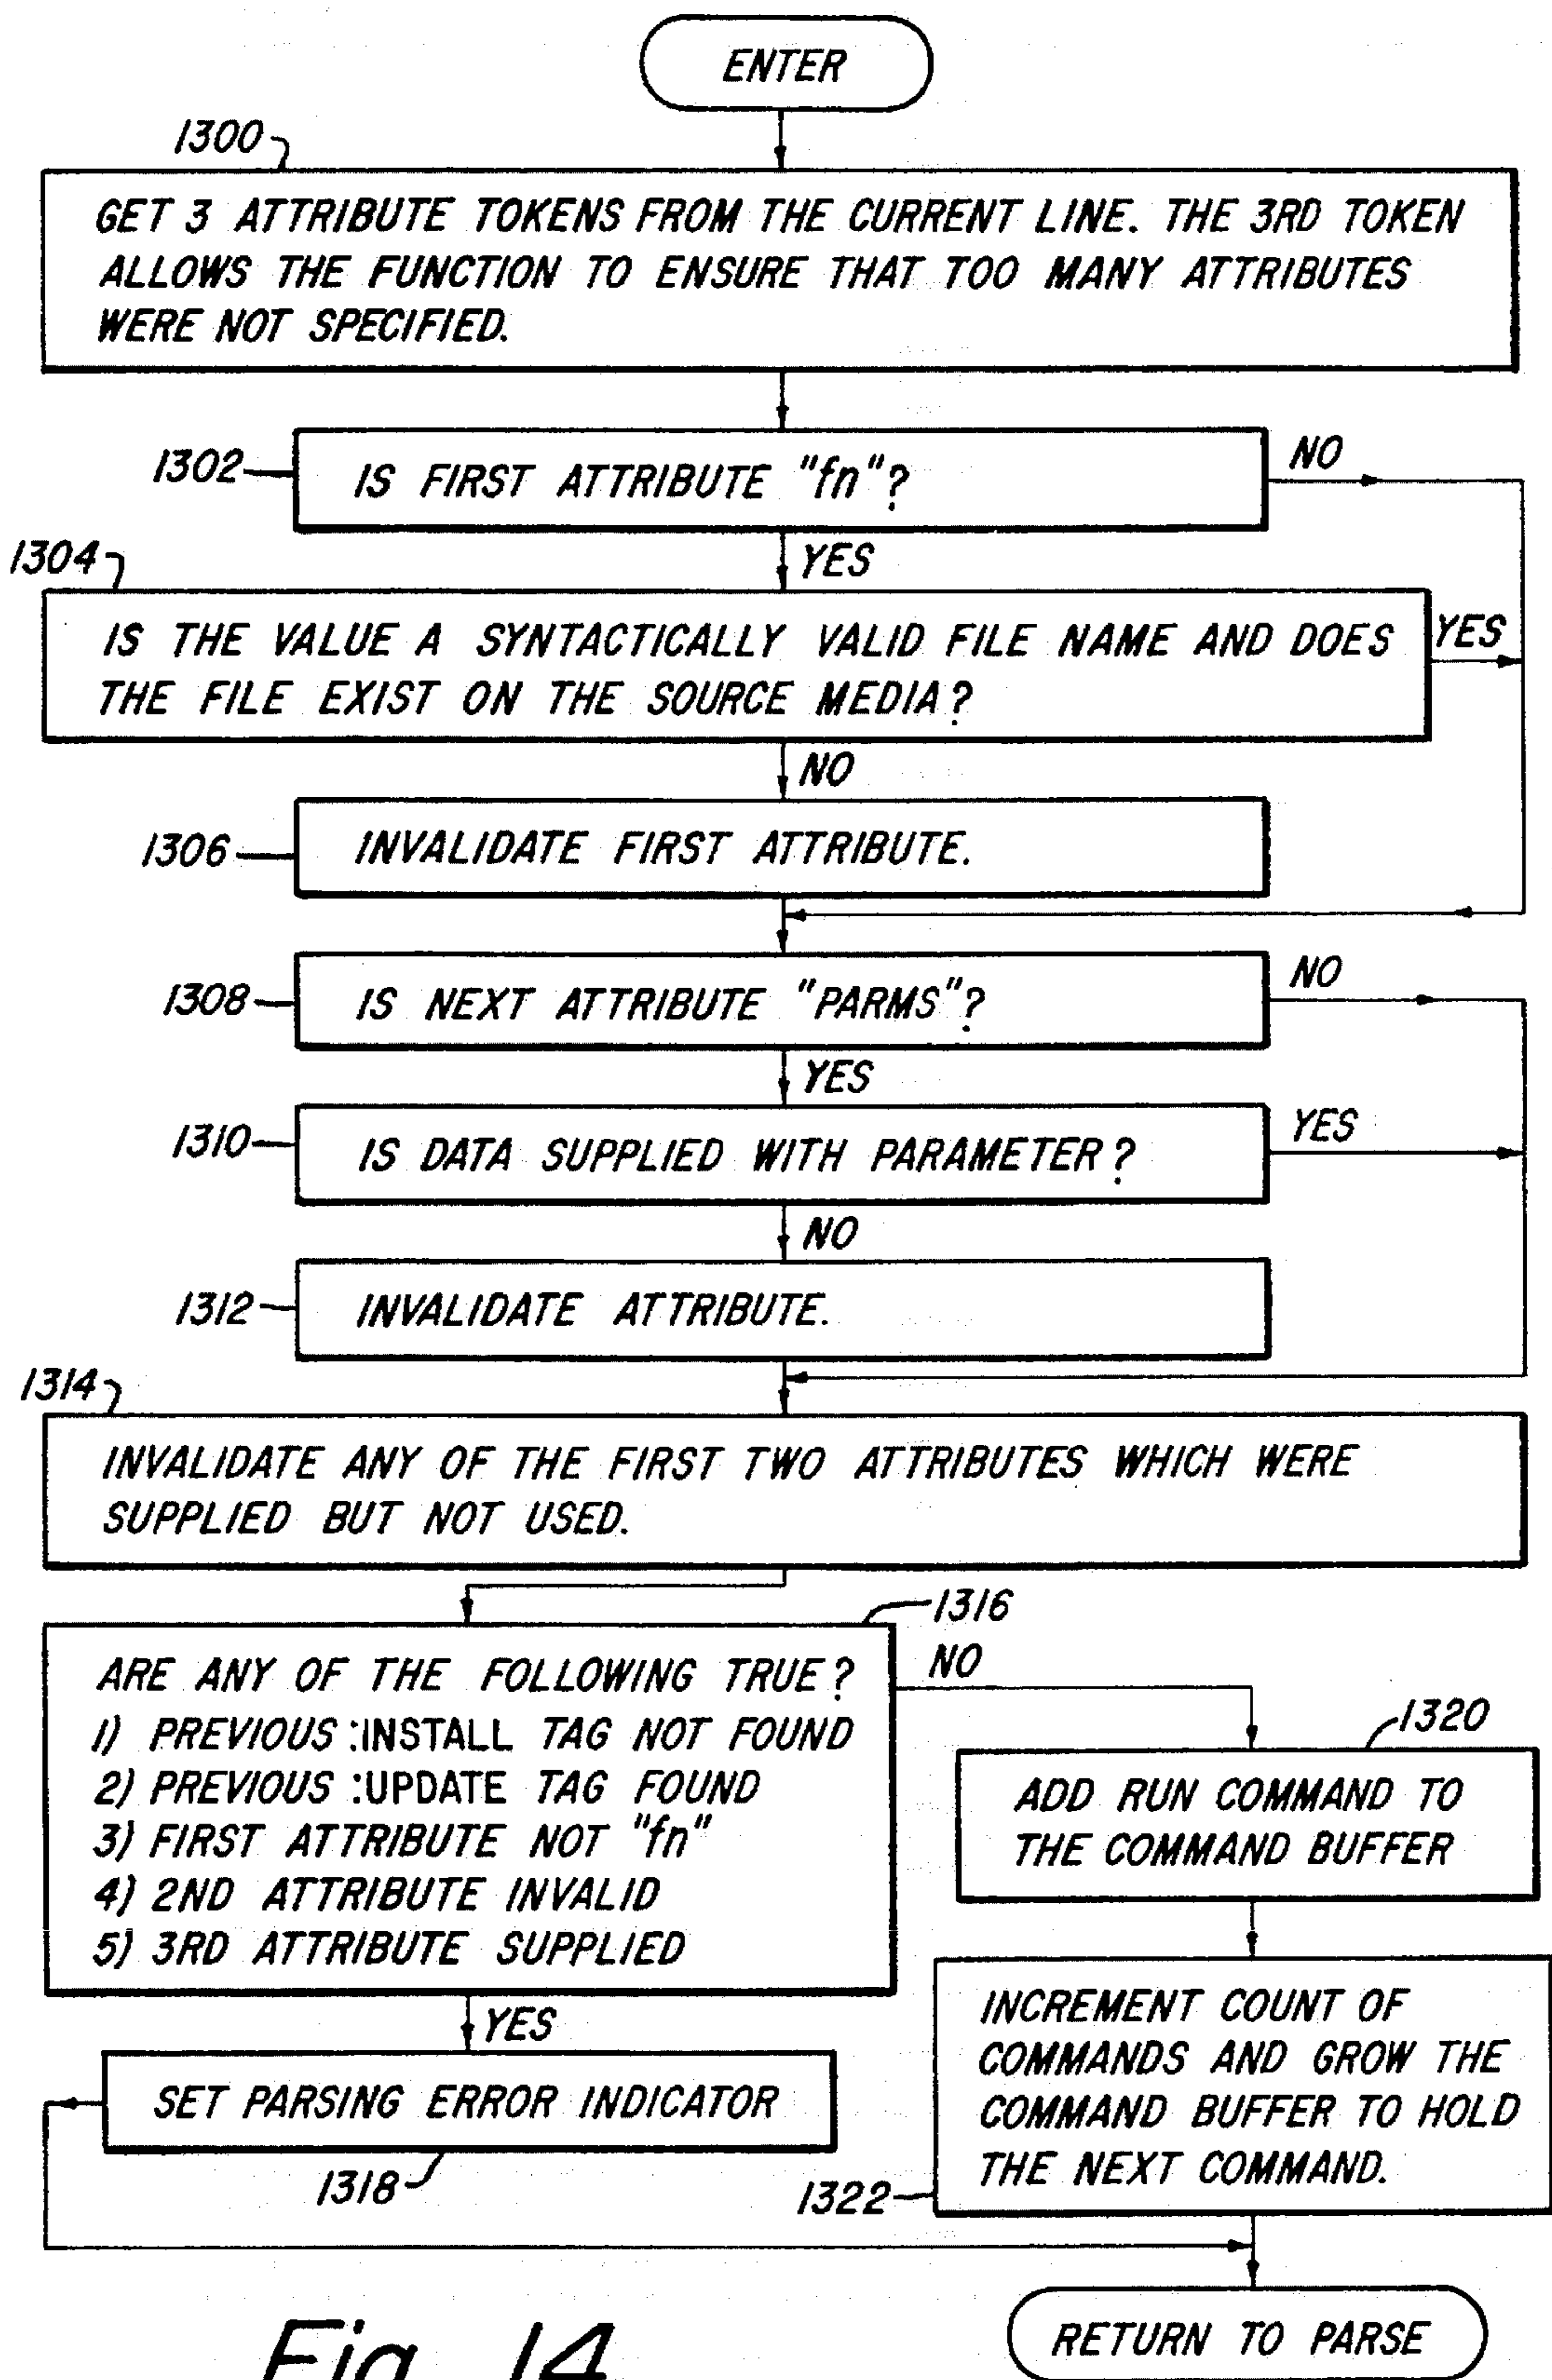 ENTER
1300
GET 3 ATTRIBUTE TOKENS FROM THE CURRENT LINE. THE 3RD TOKEN
ALLOWS THE FUNCTION TO ENSURE THAT TOO MANY ATTRIBUTES
WERE NOT SPECIFIED.
1302
IS FIRST ATTRIBUTE "fn"?
NO
YES
1304
IS THE VALUE A SYNTACTICALLY VALID FILE NAME AND DOES
THE FILE EXIST ON THE SOURCE MEDIA?
YES
NO
1306
INVALIDATE FIRST ATTRIBUTE.
1308
IS NEXT ATTRIBUTE "PARMS"?
NO
YES
1310
IS DATA SUPPLIED WITH PARAMETER?
YES
NO
1312
INVALIDATE ATTRIBUTE.
1314
INVALIDATE ANY OF THE FIRST TWO ATTRIBUTES WHICH WERE
SUPPLIED BUT NOT USED.
1316
ARE ANY OF THE FOLLOWING TRUE?
1) PREVIOUS :INSTALL TAG NOT FOUND
2) PREVIOUS :UPDATE TAG FOUND
3) FIRST ATTRIBUTE NOT "fn"
4) 2ND ATTRIBUTE INVALID
5) 3RD ATTRIBUTE SUPPLIED
NO
1320
ADD RUN COMMAND TO
THE COMMAND BUFFER
YES
SET PARSING ERROR INDICATOR
1318
INCREMENT COUNT OF
COMMANDS AND GROW THE
COMMAND BUFFER TO HOLD
THE NEXT COMMAND.
1322
RETURN TO PARSE
Fig. 14